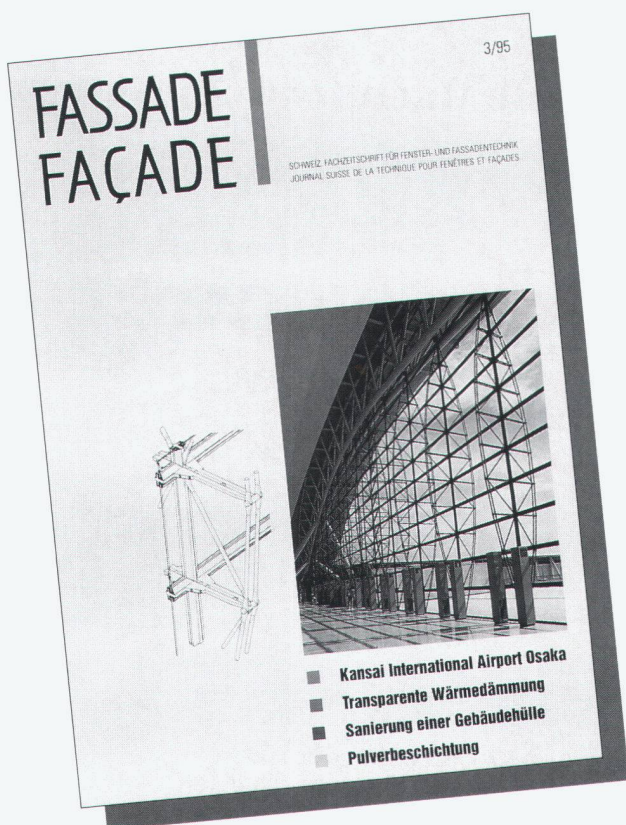 3/95
FASSADE
FAÇADE
SCHWEIZ. FACHZEITSCHRIFT FÜR FENSTER- UND FASSADENTECHNIK
JOURNAL SUISSE DE LA TECHNIQUE POUR FENÊTRES ET FAÇADES
Kansai International Airport Osaka
Transparente Wärmedämmung
Sanierung einer Gebäudehülle
Pulverbeschichtung